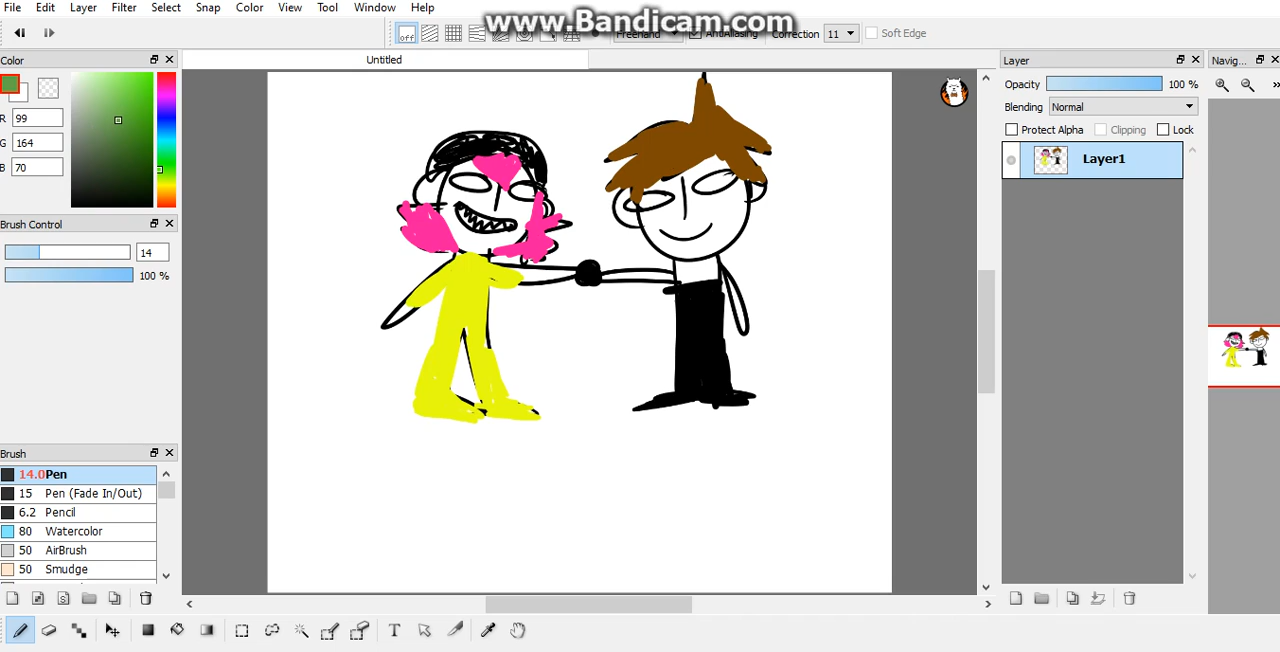 File Edit Layer Filter Select Snap Color View Tool Window Help
www.Bandicam.com
off Freehand AntiAliasing Correction 11 Soft Edge
Color
Untitled
Layer
Navig...
Opacity 100 %
Blending Normal
R 99
Protect Alpha Clipping Lock
G 164
Layer1
B 70
Brush Control
14
100 %
Brush
14.0 Pen
15 Pen (Fade In/Out)
6.2 Pencil
80 Watercolor
50 AirBrush
50 Smudge
S
T